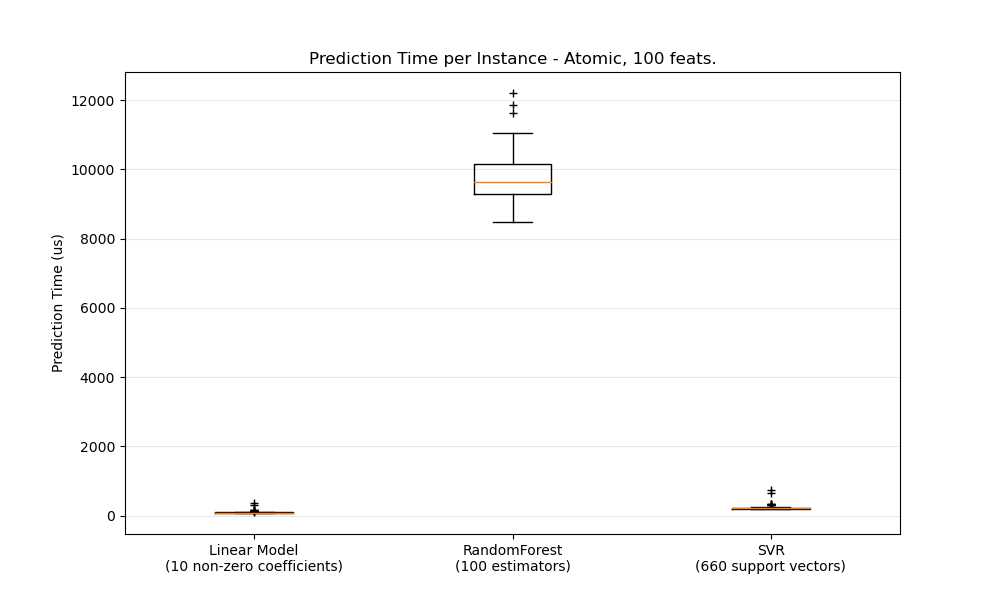 Prediction Time per Instance - Atomic, 100 feats.
12000
10000
8000
6000
4000
2000
0
Prediction Time (us)
Linear Model
(10 non-zero coefficients)
RandomForest
(100 estimators)
SVR
(660 support vectors)